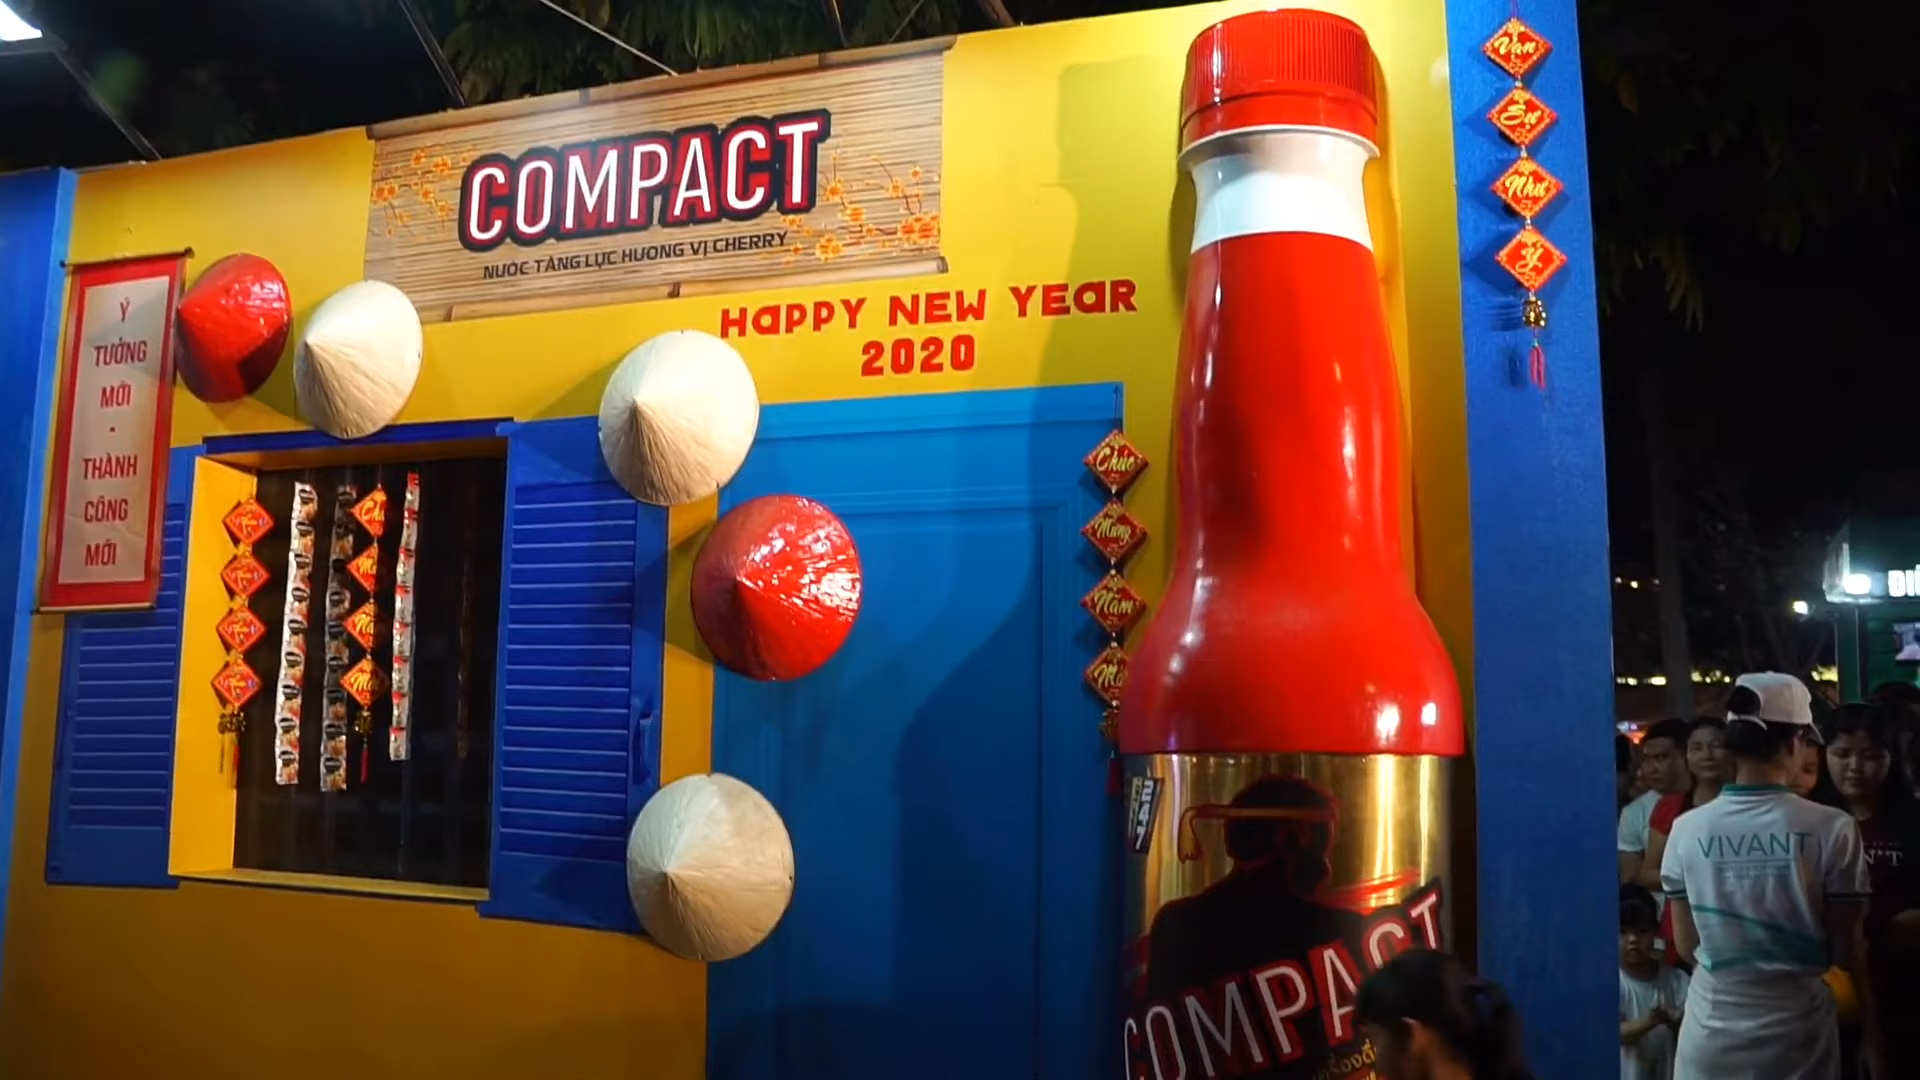 COMPACT
NƯỚC TĂNG LỰC HƯƠNG VỊ CHERRY
HAPPY NEW YEAR
2020
Ý
TƯỞNG
MỚI
-
THÀNH
CÔNG
MỚI
Vạn
Sự
Như
Ý
Chúc
Mừng
Năm
247
COMPACT
VIVANT